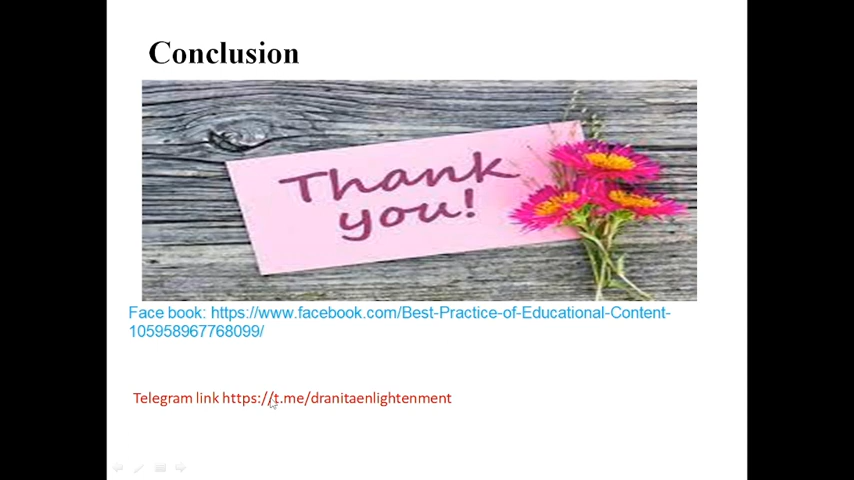 Conclusion
Thank
you!
Face book: https://www.facebook.com/Best-Practice-of-Educational-Content-
105958967768099/
Telegram link https://t.me/dranitaenlightenment